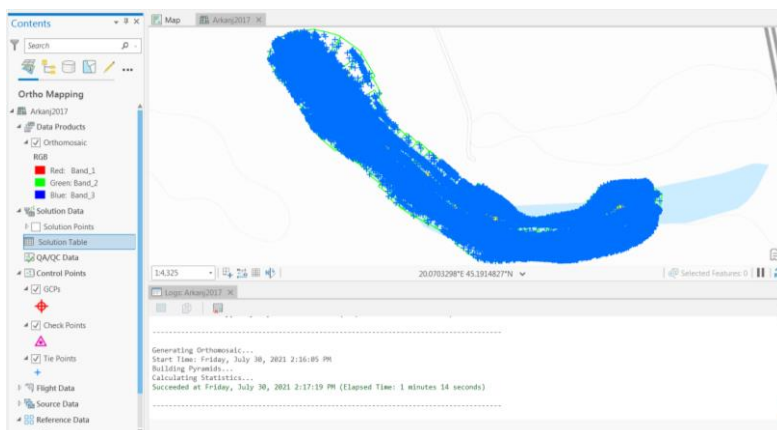 Contents
Search
Ortho Mapping
Arkanj2017
Data Products
Orthomosaic
RGB
Red: Band_1
Green: Band_2
Blue: Band_3
Solution Data
Solution Points
Solution Table
QA/QC Data
Control Points
GCPs
Check Points
Tie Points
Flight Data
Source Data
Reference Data
Map
Arkanj2017
1:4,325
20.0703298°E 45.1914827°N
Selected Features: 0
Logs: Arkanj2017
Generating Orthomosaic...
Start Time: Friday, July 30, 2021 2:16:05 PM
Building Pyramids...
Calculating Statistics...
Succeeded at Friday, July 30, 2021 2:17:19 PM (Elapsed Time: 1 minutes 14 seconds)